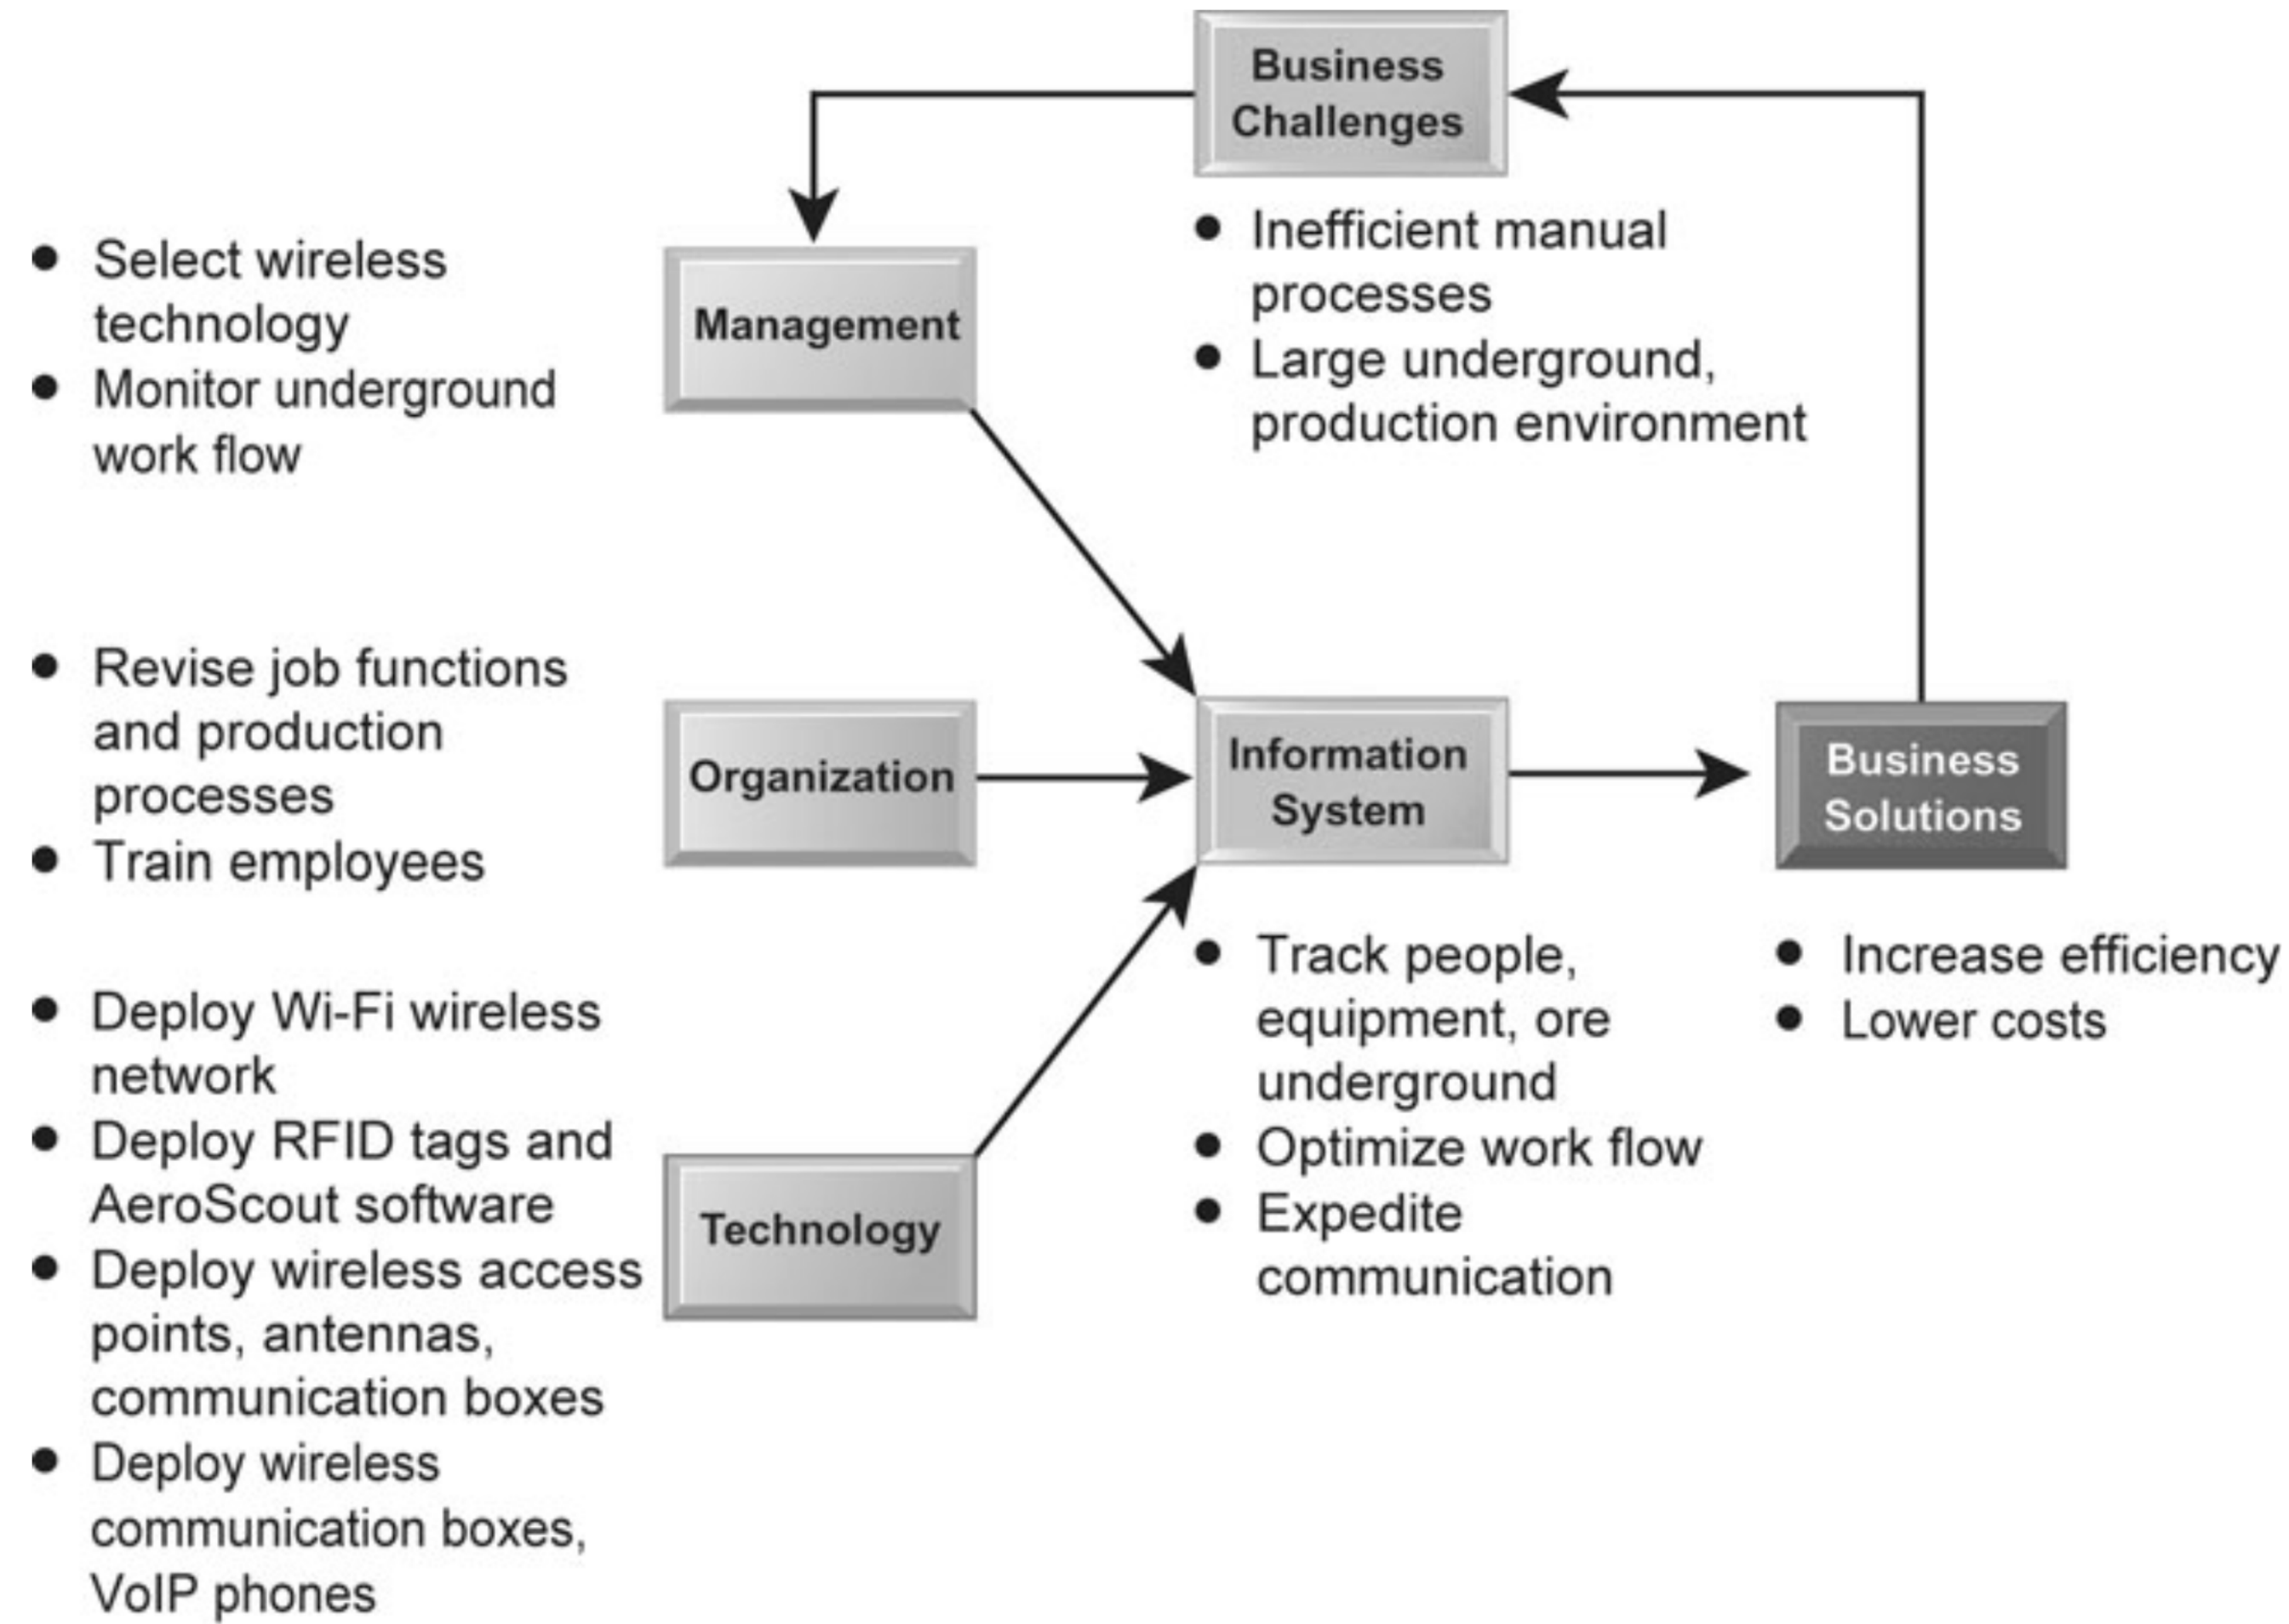 Business
Challenges
● Inefficient manual
processes
● Large underground,
production environment
● Select wireless
technology
● Monitor underground
work flow
Management
● Revise job functions
and production
processes
● Train employees
Organization
Information
System
● Track people,
equipment, ore
underground
● Optimize work flow
● Expedite
communication
Business
Solutions
● Increase efficiency
● Lower costs
● Deploy Wi-Fi wireless
network
● Deploy RFID tags and
AeroScout software
● Deploy wireless access
points, antennas,
communication boxes
● Deploy wireless
communication boxes,
VoIP phones
Technology